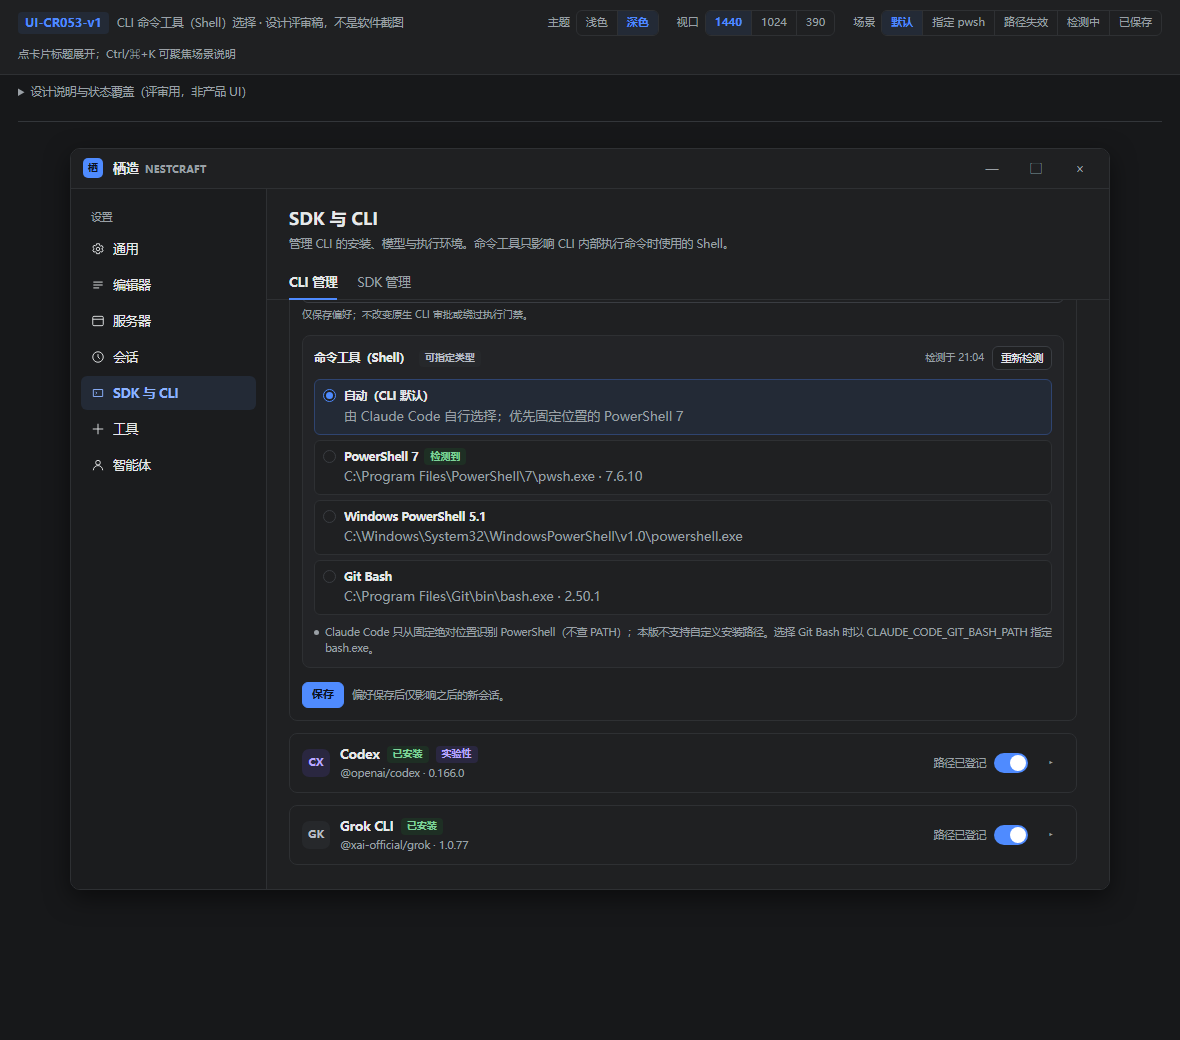 UI-CR053-v1 CLI 命令工具（Shell）选择 · 设计评审稿，不是软件截图 主题 浅色 深色 视口 1440 1024 390 场景 默认 指定 pwsh 路径失效 检测中 已保存
点卡片标题展开；Ctrl/⌘+K 可聚焦场景说明
▶ 设计说明与状态覆盖（评审用，非产品 UI）
栖 栖造 NESTCRAFT
设置
通用
编辑器
服务器
会话
SDK 与 CLI
工具
智能体
SDK 与 CLI
管理 CLI 的安装、模型与执行环境。命令工具只影响 CLI 内部执行命令时使用的 Shell。
CLI 管理 SDK 管理
仅保存偏好；不改变原生 CLI 审批或绕过执行门禁。
命令工具（Shell） 可指定类型 检测于 21:04 重新检测
自动（CLI 默认）
由 Claude Code 自行选择；优先固定位置的 PowerShell 7
PowerShell 7 检测到
C:\Program Files\PowerShell\7\pwsh.exe · 7.6.10
Windows PowerShell 5.1
C:\Windows\System32\WindowsPowerShell\v1.0\powershell.exe
Git Bash
C:\Program Files\Git\bin\bash.exe · 2.50.1
Claude Code 只从固定绝对位置识别 PowerShell（不查 PATH）；本版不支持自定义安装路径。选择 Git Bash 时以 CLAUDE_CODE_GIT_BASH_PATH 指定
bash.exe。
保存 偏好保存后仅影响之后的新会话。
CX Codex 已安装 实验性 路径已登记
@openai/codex · 0.166.0
GK Grok CLI 已安装 路径已登记
@xai-official/grok · 1.0.77